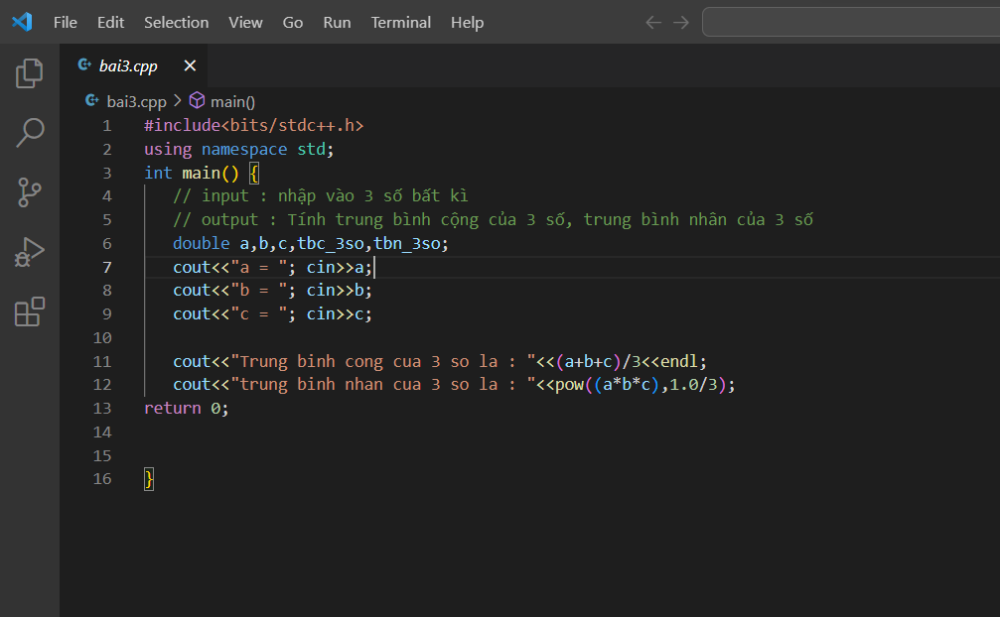 File Edit Selection View Go Run Terminal Help
bai3.cpp
bai3.cpp > main()
1 #include<bits/stdc++.h>
2 using namespace std;
3 int main() {
4 // input : nhập vào 3 số bất kì
5 // output : Tính trung bình cộng của 3 số, trung bình nhân của 3 số
6 double a,b,c,tbc_3so,tbn_3so;
7 cout<<"a = "; cin>>a;
8 cout<<"b = "; cin>>b;
9 cout<<"c = "; cin>>c;
10
11 cout<<"Trung binh cong cua 3 so la : "<<(a+b+c)/3<<endl;
12 cout<<"trung binh nhan cua 3 so la : "<<pow((a*b*c),1.0/3);
13 return 0;
14
15
16 }